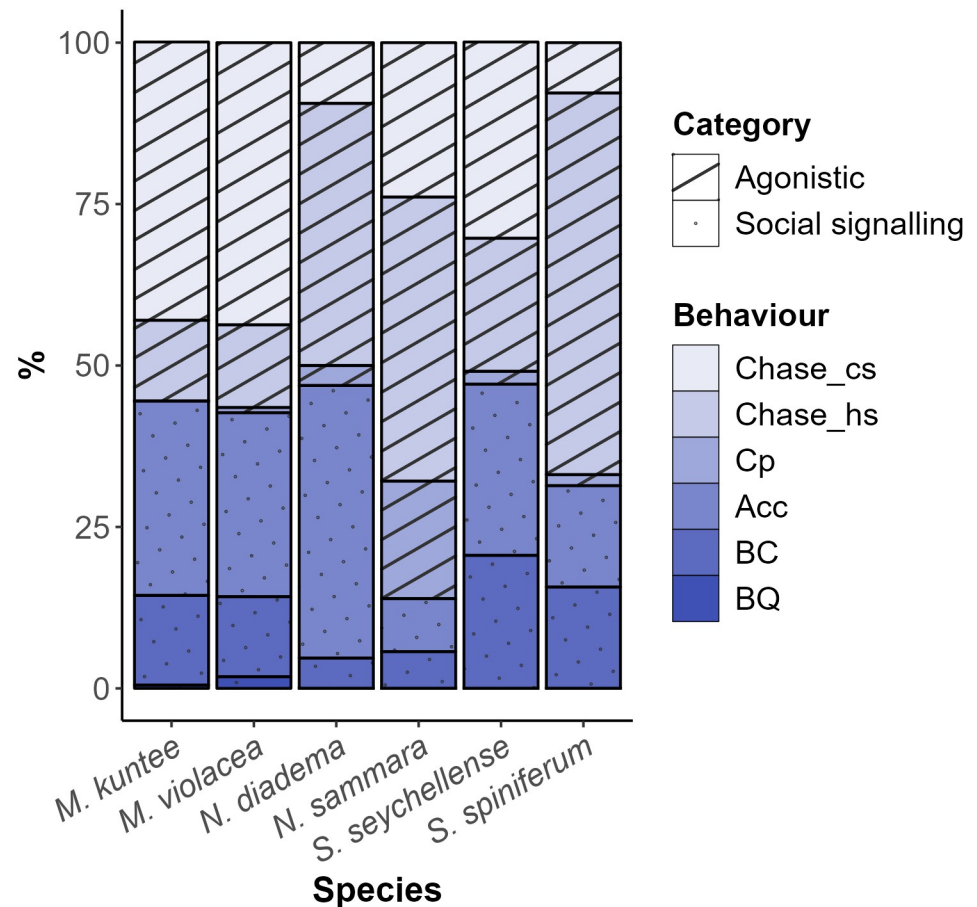 100
75
50
25
0
%
M. kuntee
M. violacea
N. diadema
N. sammara
S. seychellense
S. spiniferum
Species
Category
Agonistic
Social signalling
Behaviour
Chase_cs
Chase_hs
Cp
Acc
BC
BQ